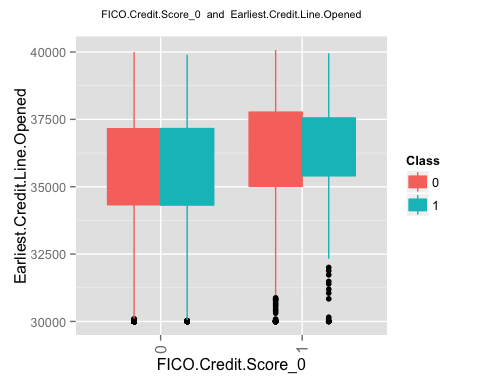 FICO.Credit.Score_0 and Earliest.Credit.Line.Opened
40000
37500
35000
32500
30000
Earliest.Credit.Line.Opened
0
1
FICO.Credit.Score_0
Class
0
1